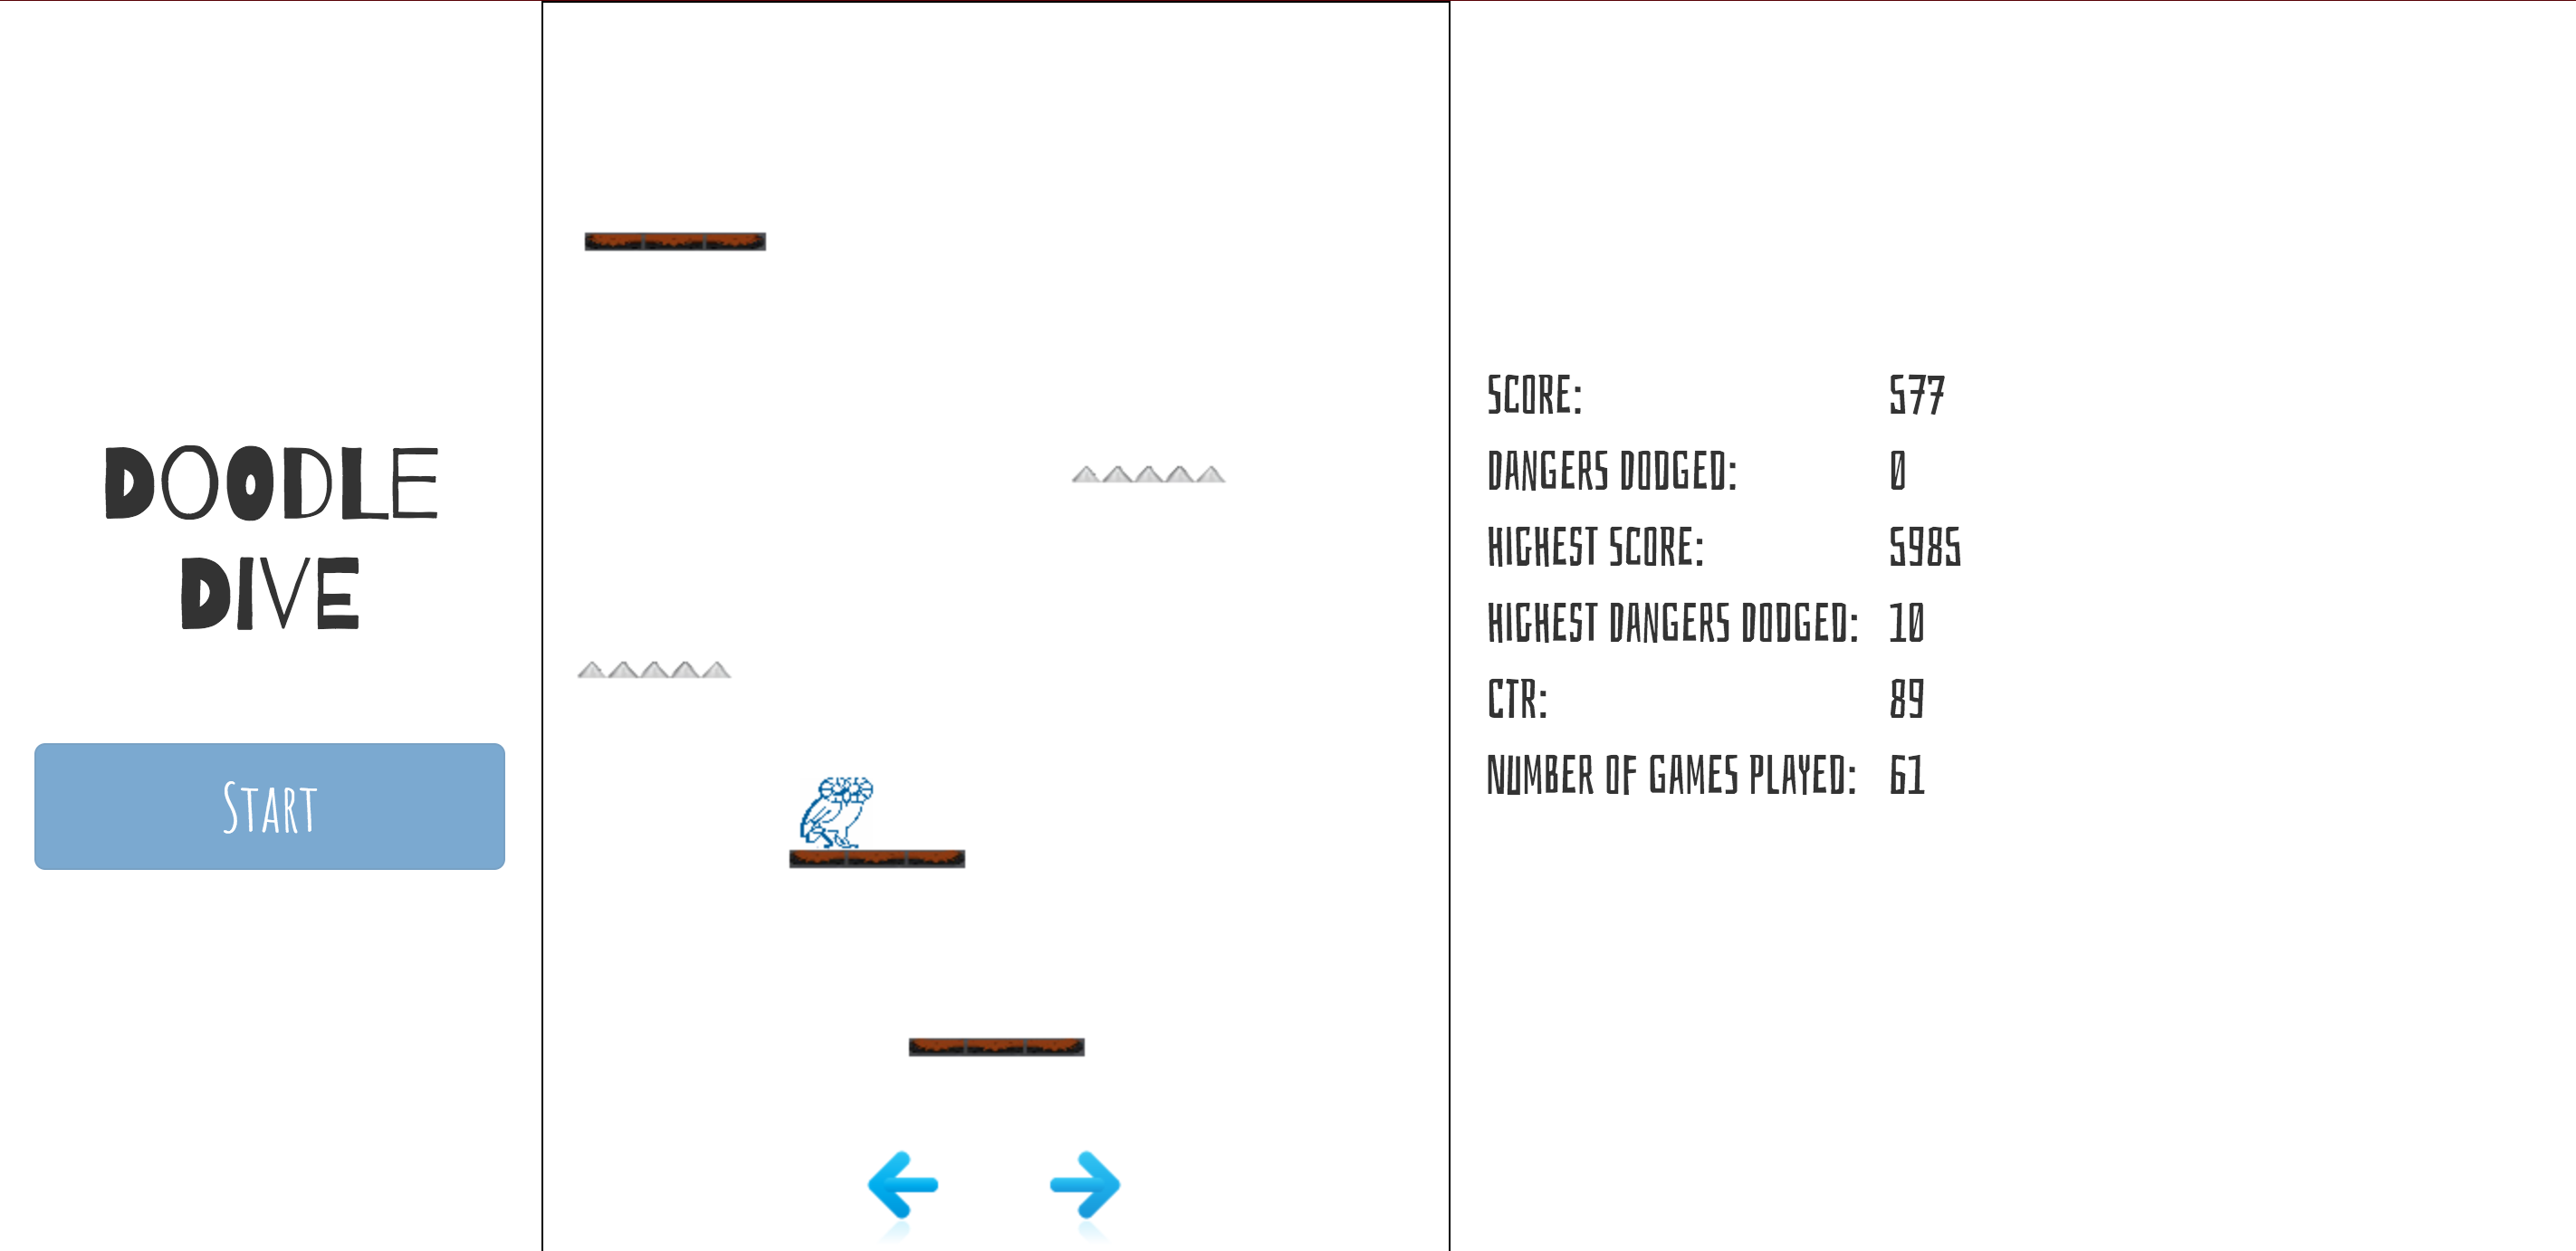 DOODLE
DIVE
START
SCORE: 577
DANGERS DODGED: 0
HIGHEST SCORE: 5985
HIGHEST DANGERS DODGED: 10
CTR: 89
NUMBER OF GAMES PLAYED: 61